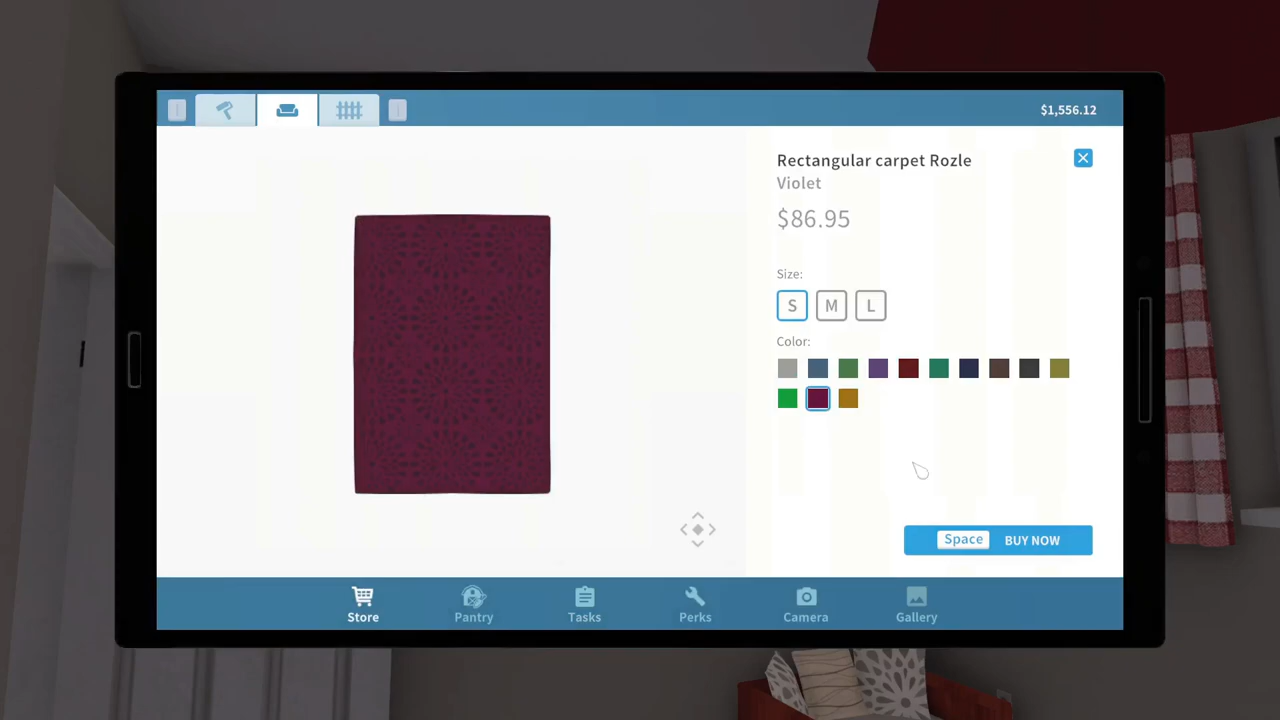 $1,556.12
Rectangular carpet Rozle
Violet
$86.95
Size:
S M L
Color:
Space BUY NOW
Store Pantry Tasks Perks Camera Gallery